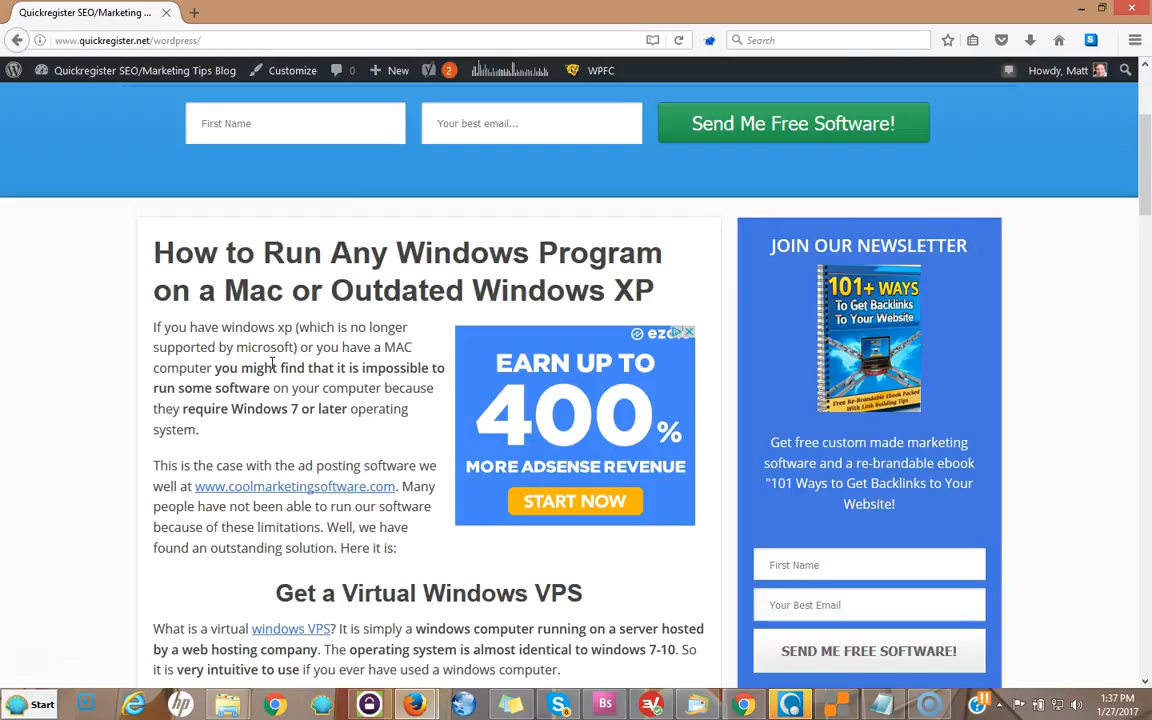 Quickregister SEO/Marketing ...
www.quickregister.net/wordpress/
Search
Quickregister SEO/Marketing Tips Blog
Customize
0
New
2
WPFC
Howdy, Matt
First Name
Your best email...
Send Me Free Software!
How to Run Any Windows Program
on a Mac or Outdated Windows XP
If you have windows xp (which is no longer
supported by microsoft) or you have a MAC
computer you might find that it is impossible to
run some software on your computer because
they require Windows 7 or later operating
system.
EARN UP TO
400%
MORE ADSENSE REVENUE
START NOW
This is the case with the ad posting software we
well at www.coolmarketingsoftware.com. Many
people have not been able to run our software
because of these limitations. Well, we have
found an outstanding solution. Here it is:
Get a Virtual Windows VPS
What is a virtual windows VPS? It is simply a windows computer running on a server hosted
by a web hosting company. The operating system is almost identical to windows 7-10. So
it is very intuitive to use if you ever have used a windows computer.
JOIN OUR NEWSLETTER
101+ WAYS
To Get Backlinks
To Your Website
Free Re-Brandable Ebook Packed
With Link Building Tips
Get free custom made marketing
software and a re-brandable ebook
"101 Ways to Get Backlinks to Your
Website!
First Name
Your Best Email
SEND ME FREE SOFTWARE!
Start
hp
Bs
1:37 PM
1/27/2017